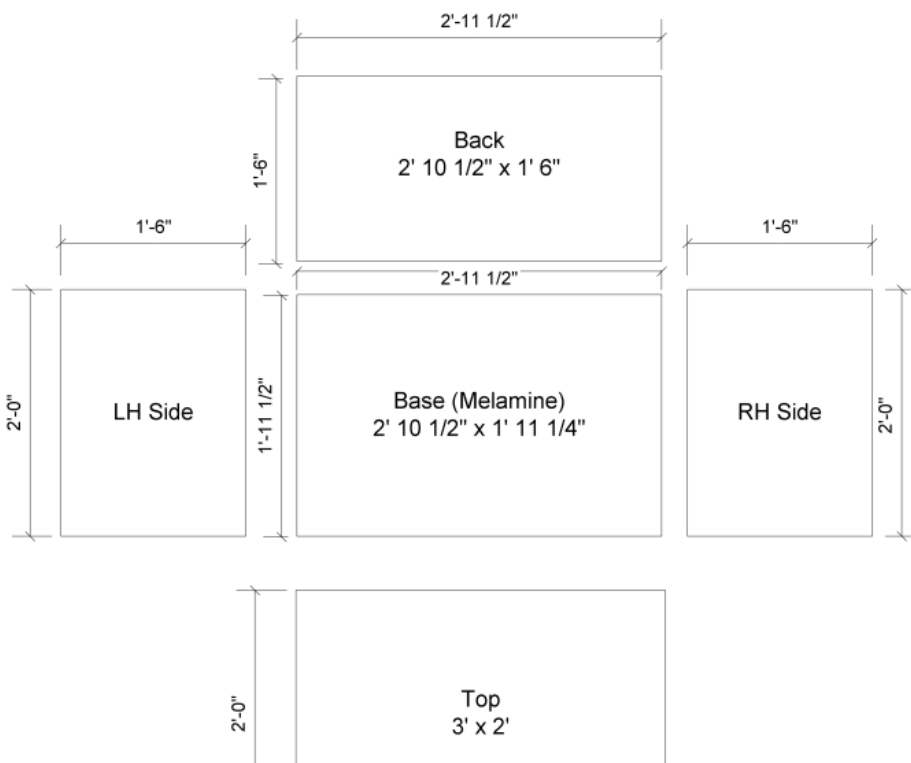 2'-11 1/2"
Back
2' 10 1/2" x 1' 6"
1'-6"
1'-6"
1'-6"
2'-11 1/2"
2'-0"
LH Side
1'-11 1/2"
Base (Melamine)
2' 10 1/2" x 1' 11 1/4"
RH Side
2'-0"
2'-0"
Top
3' x 2'